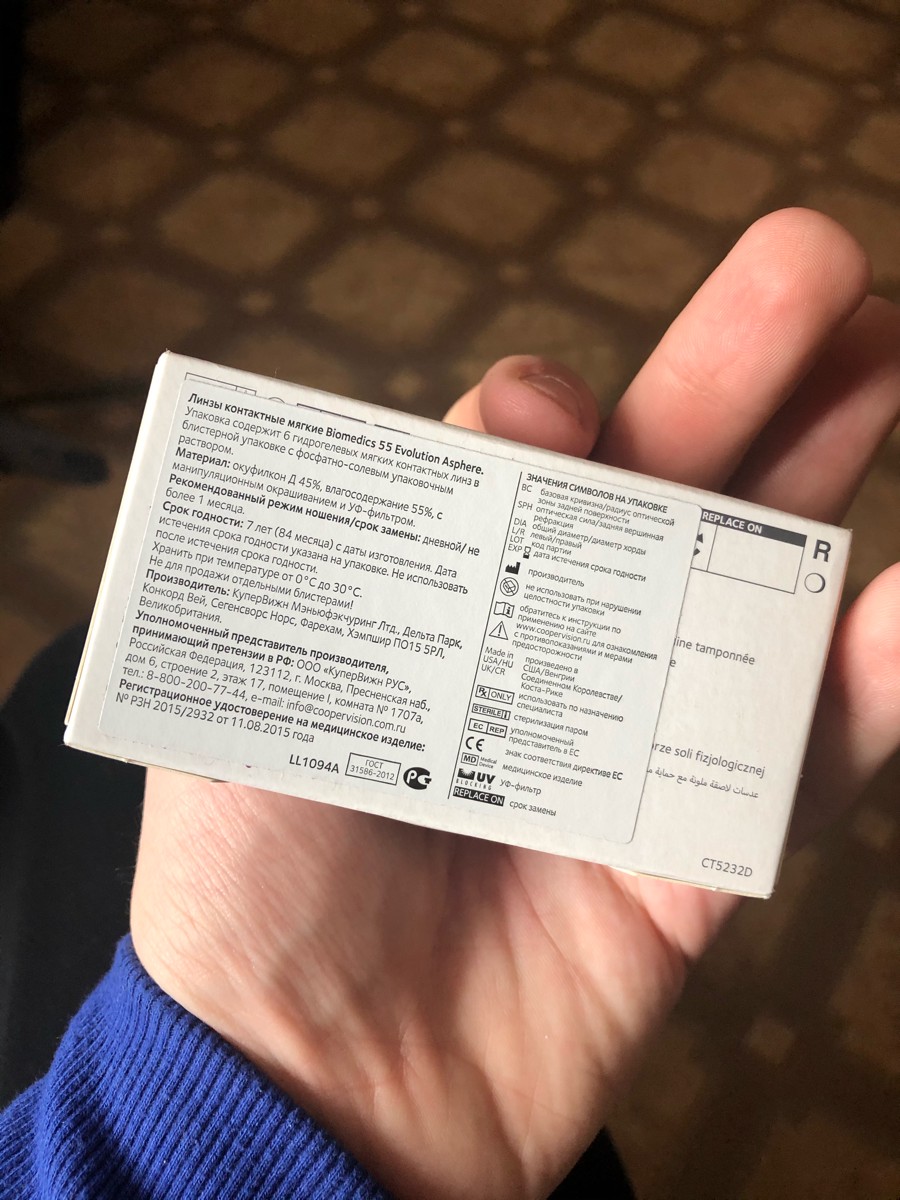 Линзы контактные мягкие Biomedics 55 Evolution Asphere.
Упаковка содержит 6 гидрогелевых мягких контактных линз в
блистерной упаковке с фосфатно-солевым упаковочным
раствором.
Материал: окуфилкон Д 45%, влагосодержание 55%, с
манипуляционным окрашиванием и УФ-фильтром.
Рекомендованный режим ношения/срок замены: дневной/ не
более 1 месяца.
Срок годности: 7 лет (84 месяца) с даты изготовления. Дата
истечения срока годности указана на упаковке. Не использовать
после истечения срока годности.
Хранить при температуре от 0°C до 30°C.
Не для продажи отдельными блистерами!
Производитель: КуперВижн Мэньюфэкчуринг Лтд., Дельта Парк,
Конкорд Вей, Сегенсворс Норс, Фарехам, Хэмпшир ПО15 5РЛ,
Великобритания.
Уполномоченный представитель производителя,
принимающий претензии в РФ: ООО «КуперВижн РУС»,
Российская Федерация, 123112, г. Москва, Пресненская наб.,
дом 6, строение 2, этаж 17, помещение I, комната № 1707а,
тел.: 8-800-200-77-44, e-mail: info@coopervision.com.ru
Регистрационное удостоверение на медицинское изделие:
№ РЗН 2015/2932 от 11.08.2015 года
LL1094A
ГОСТ
31586-2012
ЗНАЧЕНИЯ СИМВОЛОВ НА УПАКОВКЕ
BC базовая кривизна/радиус оптической
зоны задней поверхности
SPH оптическая сила/задняя вершинная
рефракция
DIA общий диаметр/диаметр хорды
L/R левый/правый
LOT код партии
EXP дата истечения срока годности
производитель
не использовать при нарушении
целостности упаковки
обратитесь к инструкции по
применению на сайте
www.coopervision.ru для ознакомления
с противопоказаниями и мерами
предосторожности
Made in произведено в
USA/HU США/Венгрии
UK/CR Соединенном Королевстве/
Коста-Рике
Rx ONLY использовать по назначению
специалиста
STERILE стерилизация паром
EC REP уполномоченный
представитель в ЕС
CE знак соответствия директиве ЕС
MD Medical Device медицинское изделие
UV BLOCKING УФ-фильтр
REPLACE ON срок замены
REPLACE ON
R
line tamponnée
e
rze soli fizjologicznej
عدسات لاصقة ملونة مع حماية م
CT5232D